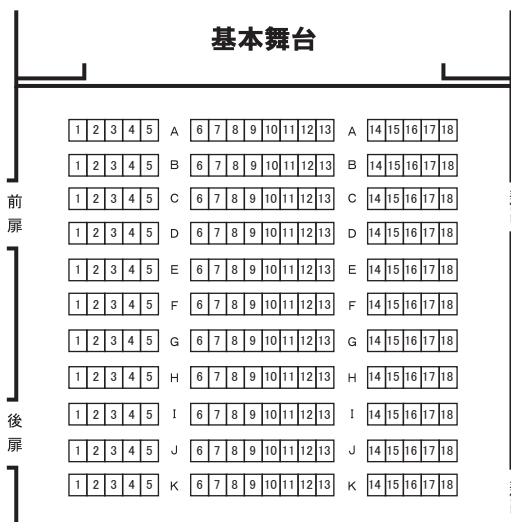 基本舞台
1 2 3 4 5 A 6 7 8 9 10 11 12 13 A 14 15 16 17 18
1 2 3 4 5 B 6 7 8 9 10 11 12 13 B 14 15 16 17 18
1 2 3 4 5 C 6 7 8 9 10 11 12 13 C 14 15 16 17 18
1 2 3 4 5 D 6 7 8 9 10 11 12 13 D 14 15 16 17 18
1 2 3 4 5 E 6 7 8 9 10 11 12 13 E 14 15 16 17 18
1 2 3 4 5 F 6 7 8 9 10 11 12 13 F 14 15 16 17 18
1 2 3 4 5 G 6 7 8 9 10 11 12 13 G 14 15 16 17 18
1 2 3 4 5 H 6 7 8 9 10 11 12 13 H 14 15 16 17 18
1 2 3 4 5 I 6 7 8 9 10 11 12 13 I 14 15 16 17 18
1 2 3 4 5 J 6 7 8 9 10 11 12 13 J 14 15 16 17 18
1 2 3 4 5 K 6 7 8 9 10 11 12 13 K 14 15 16 17 18
前扉
後扉